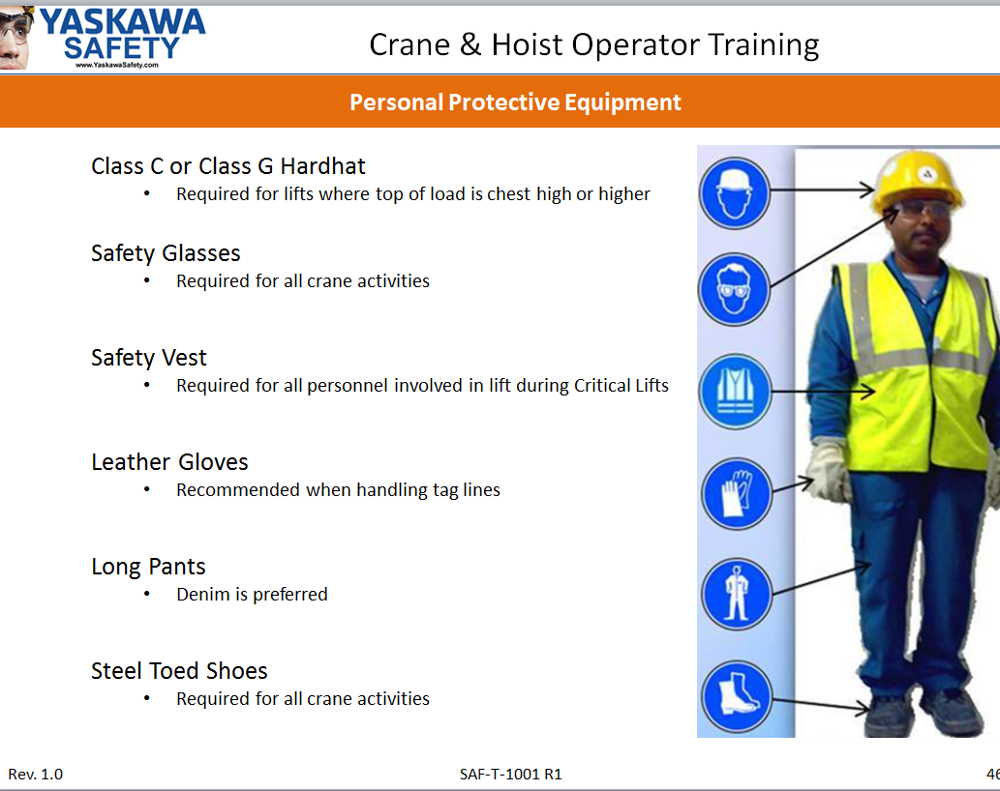 YASKAWA
SAFETY
www.YaskawaSafety.com
Crane & Hoist Operator Training
Personal Protective Equipment
Class C or Class G Hardhat
• Required for lifts where top of load is chest high or higher
Safety Glasses
• Required for all crane activities
Safety Vest
• Required for all personnel involved in lift during Critical Lifts
Leather Gloves
• Recommended when handling tag lines
Long Pants
• Denim is preferred
Steel Toed Shoes
• Required for all crane activities
Rev. 1.0
SAF-T-1001 R1
46